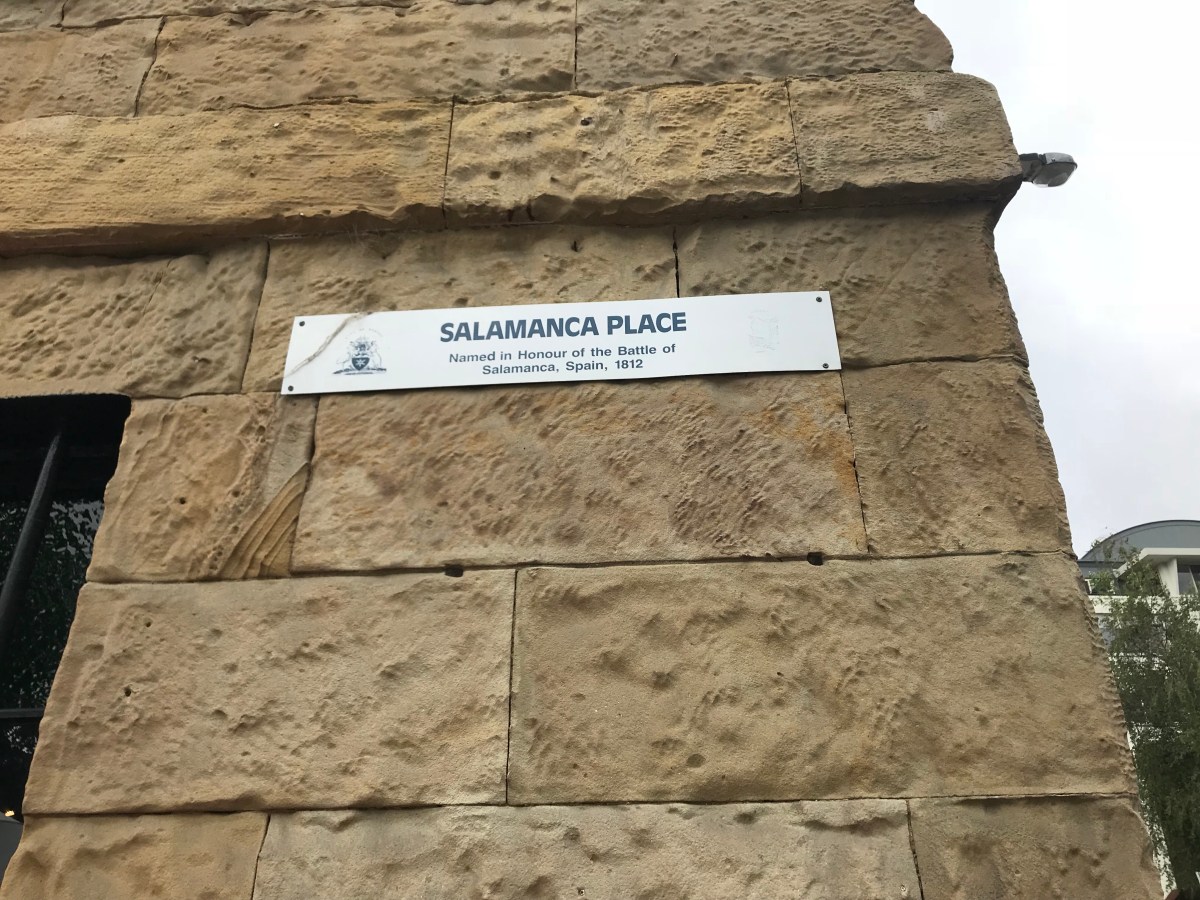 SALAMANCA PLACE
Named in Honour of the Battle of
Salamanca, Spain, 1812